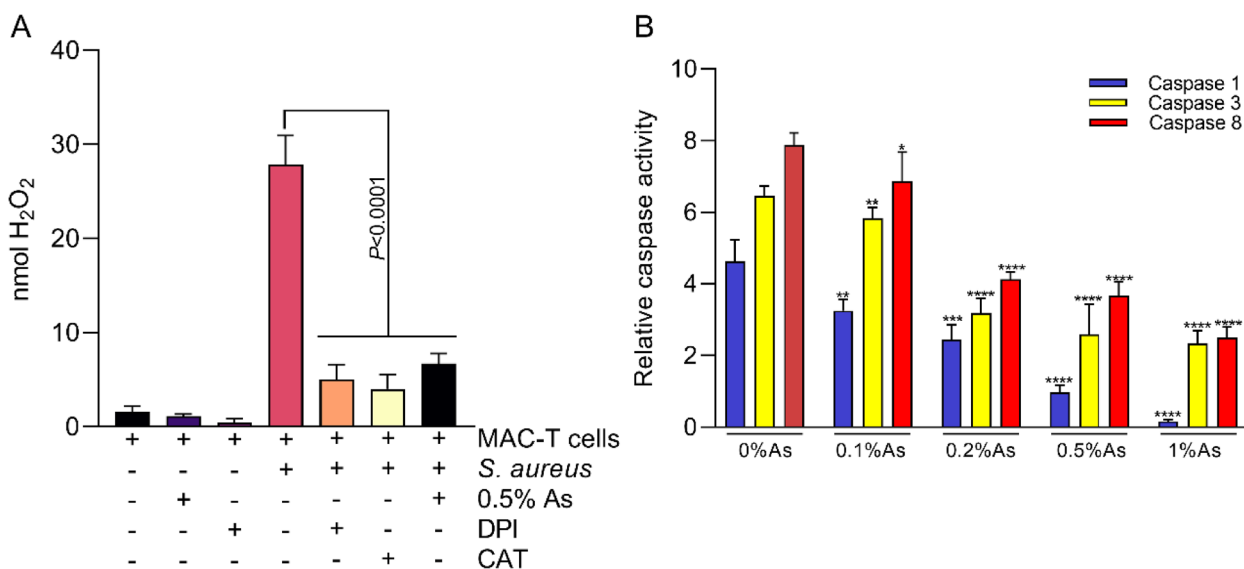 A
nmol H₂O₂
40
30
20
10
0
P<0.0001
+ + + + + + + MAC-T cells
- - - + + + + S. aureus
- + - - - - + 0.5% As
- - + - + - - DPI
- - - - - + - CAT
B
Relative caspase activity
10
8
6
4
2
0
Caspase 1
Caspase 3
Caspase 8
** ** *
*** **** ****
**** **** ****
**** **** ****
0%As 0.1%As 0.2%As 0.5%As 1%As